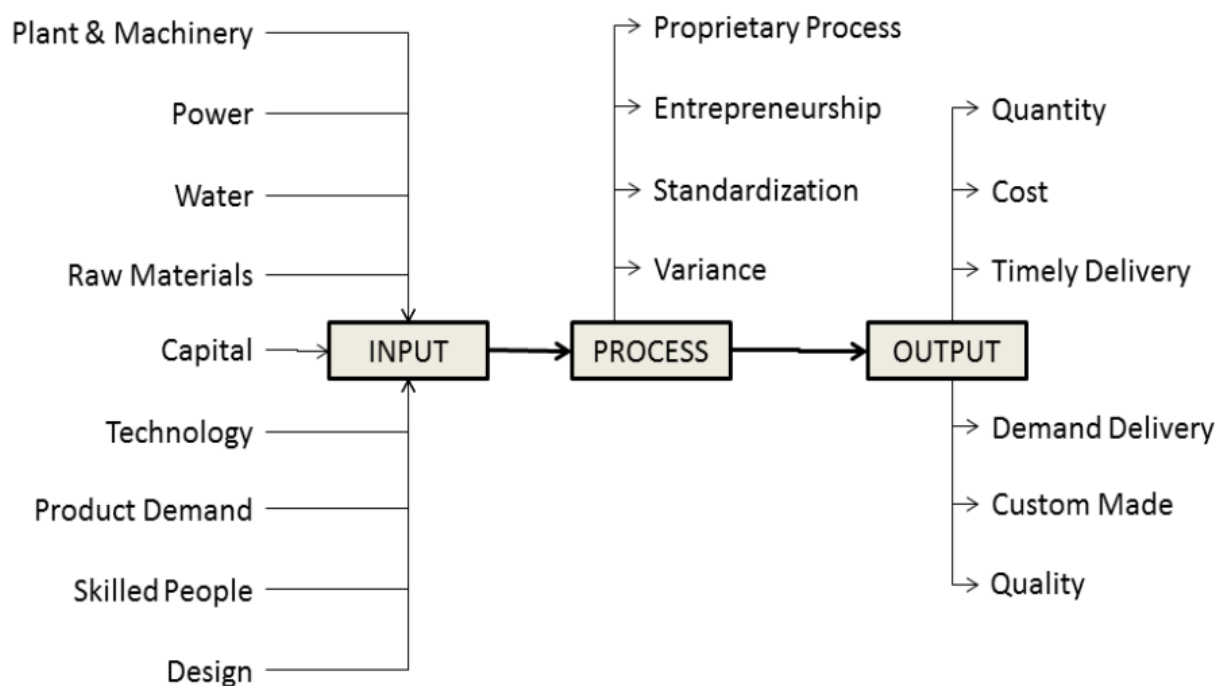 Plant & Machinery
Power
Water
Raw Materials
Capital
Technology
Product Demand
Skilled People
Design
INPUT
Proprietary Process
Entrepreneurship
Standardization
Variance
PROCESS
Quantity
Cost
Timely Delivery
OUTPUT
Demand Delivery
Custom Made
Quality